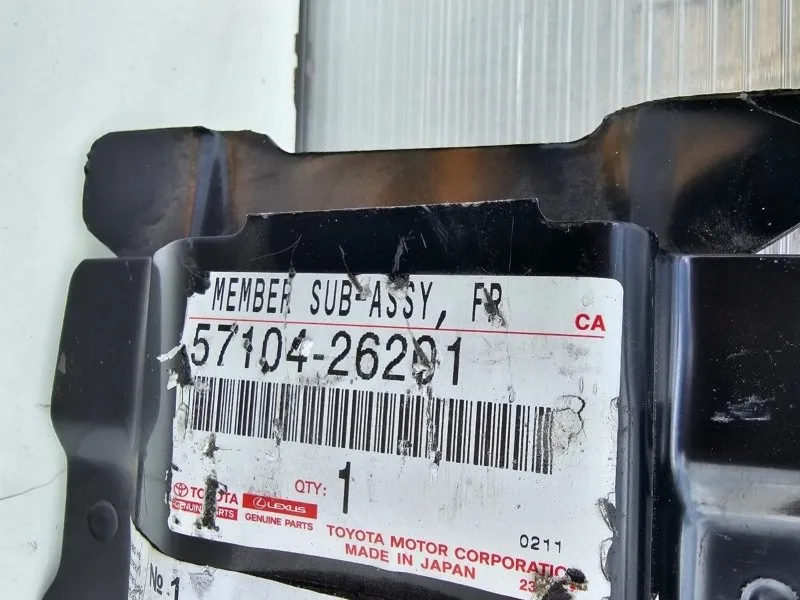 MEMBER SUB-ASSY, FR
CA
57104-26201
QTY: 1
TOYOTA
GENUINE PARTS
LEXUS
GENUINE PARTS
0211
TOYOTA MOTOR CORPORATION
MADE IN JAPAN
№ 1